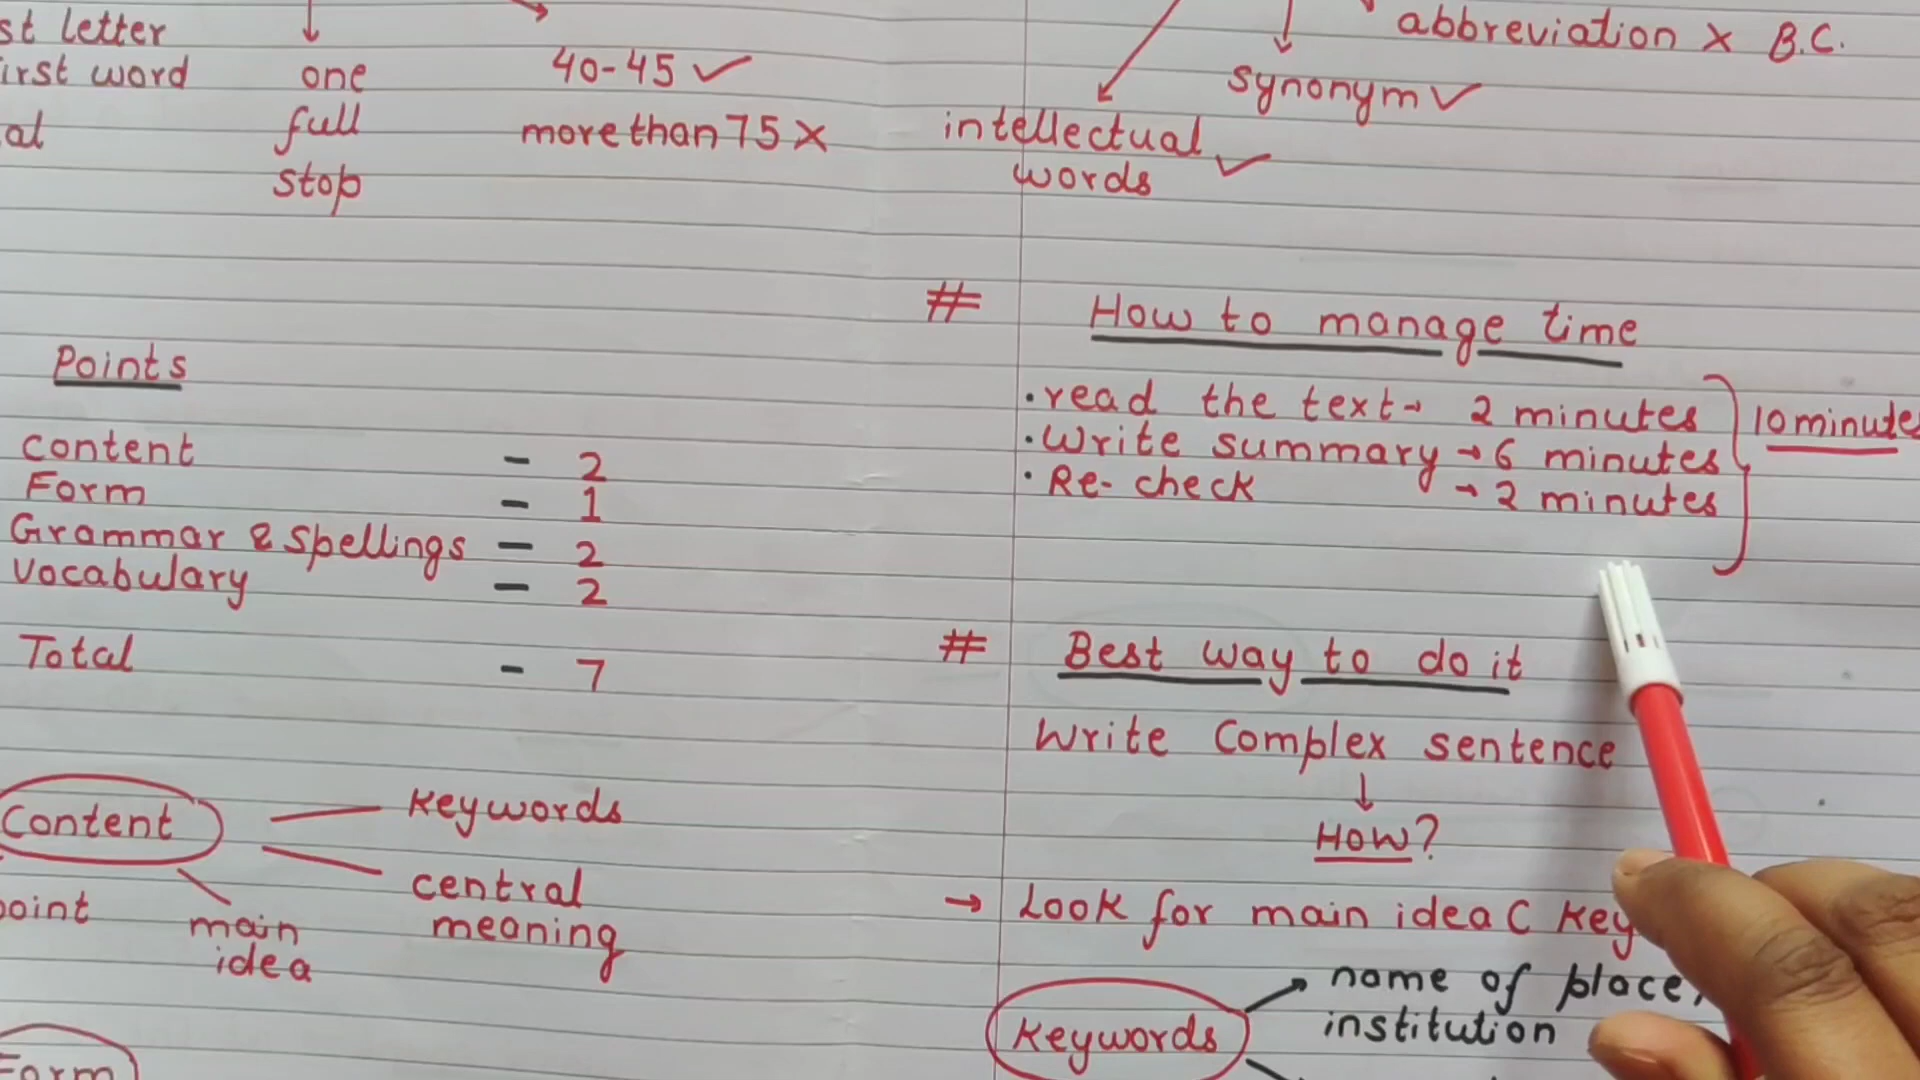 st letter
irst word
al
one
full
stop
40-45 ✓
more than 75 X
abbreviation X B.C.
synonym ✓
intellectual ✓
words
Points
Content - 2
Form - 1
Grammar & Spellings - 2
Vocabulary - 2
Total - 7
Content
Keywords
central
meaning
main
idea
point
Form
# How to manage time
• read the text → 2 minutes
• Write summary → 6 minutes
• Re-check → 2 minutes
10 minutes
# Best way to do it
Write Complex sentence
↓
How?
→ Look for main idea ( Key
Keywords
name of place,
institution